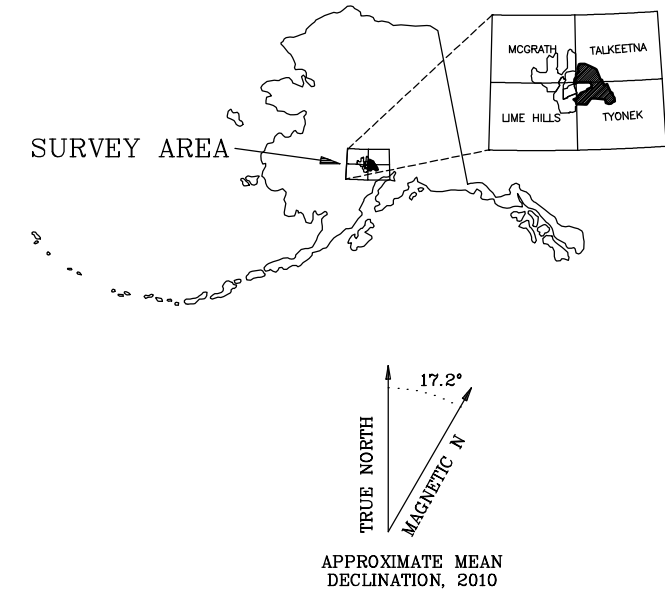 MCGRATH
TALKEETNA
LIME HILLS
TYONEK
SURVEY AREA
17.2°
TRUE NORTH
MAGNETIC N
APPROXIMATE MEAN
DECLINATION, 2010